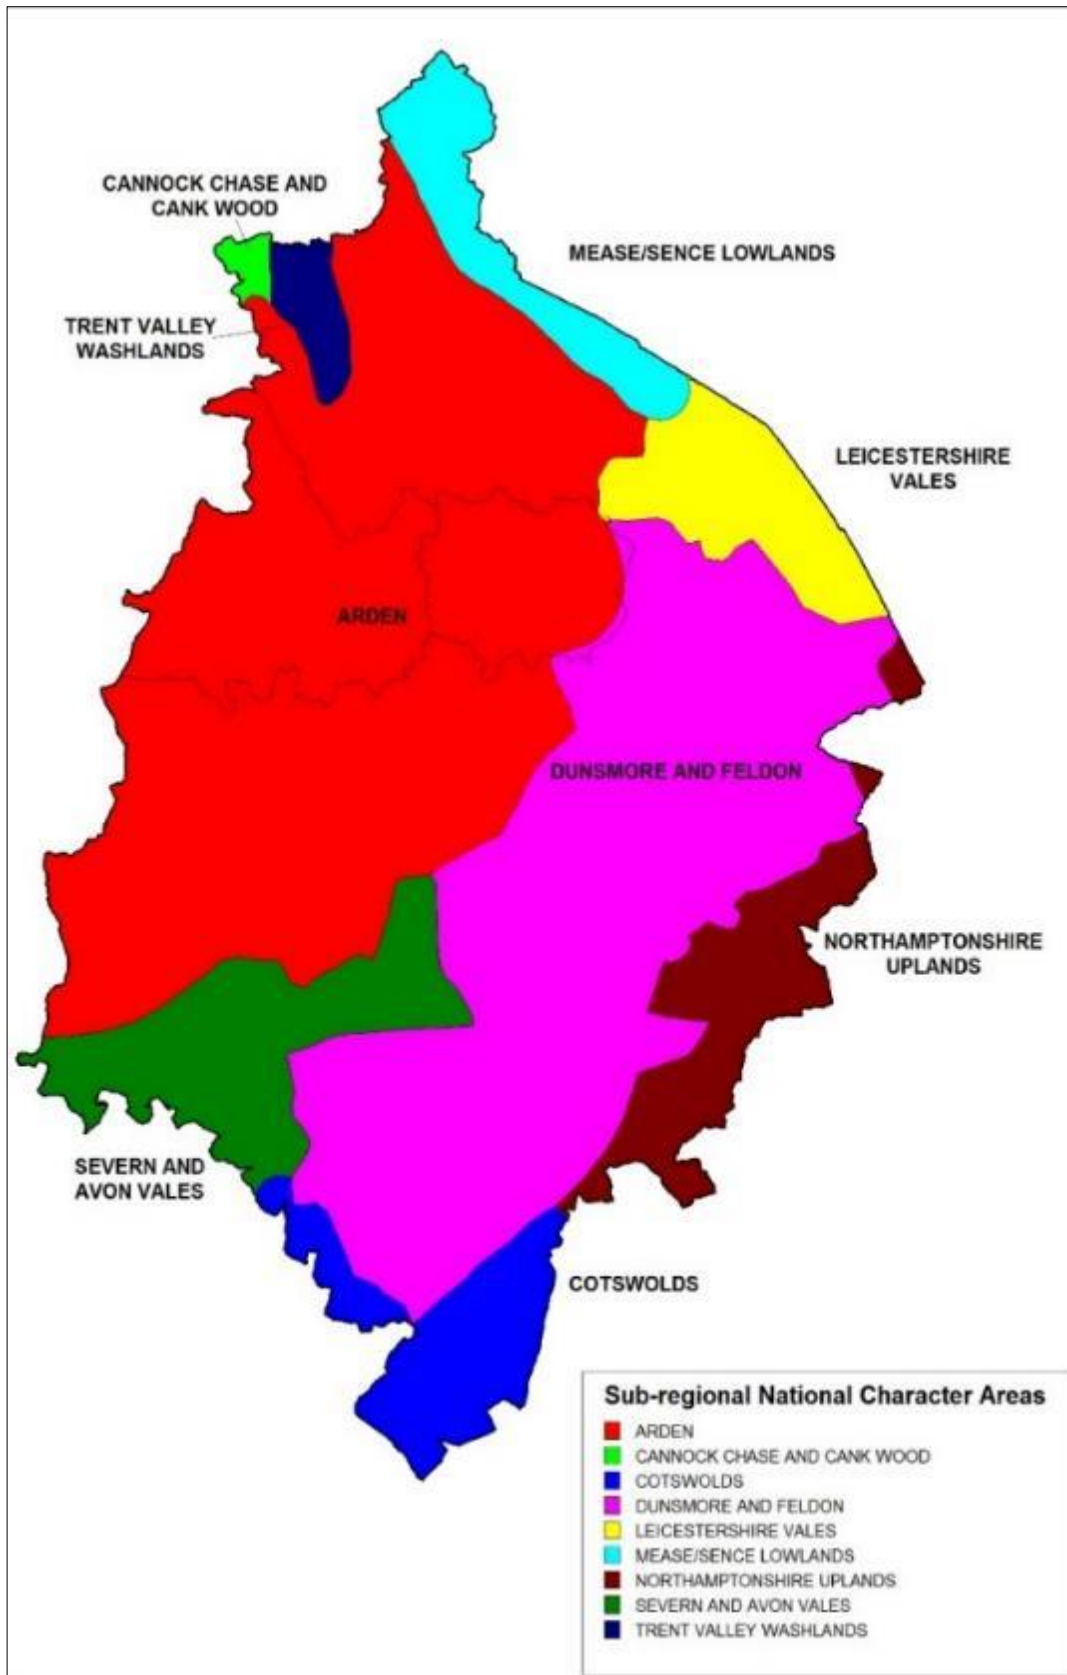 CANNOCK CHASE AND
CANK WOOD
MEASE/SENCE LOWLANDS
TRENT VALLEY
WASHLANDS
LEICESTERSHIRE
VALES
ARDEN
DUNSMORE AND FELDON
NORTHAMPTONSHIRE
UPLANDS
SEVERN AND
AVON VALES
COTSWOLDS
Sub-regional National Character Areas
ARDEN
CANNOCK CHASE AND CANK WOOD
COTSWOLDS
DUNSMORE AND FELDON
LEICESTERSHIRE VALES
MEASE/SENCE LOWLANDS
NORTHAMPTONSHIRE UPLANDS
SEVERN AND AVON VALES
TRENT VALLEY WASHLANDS